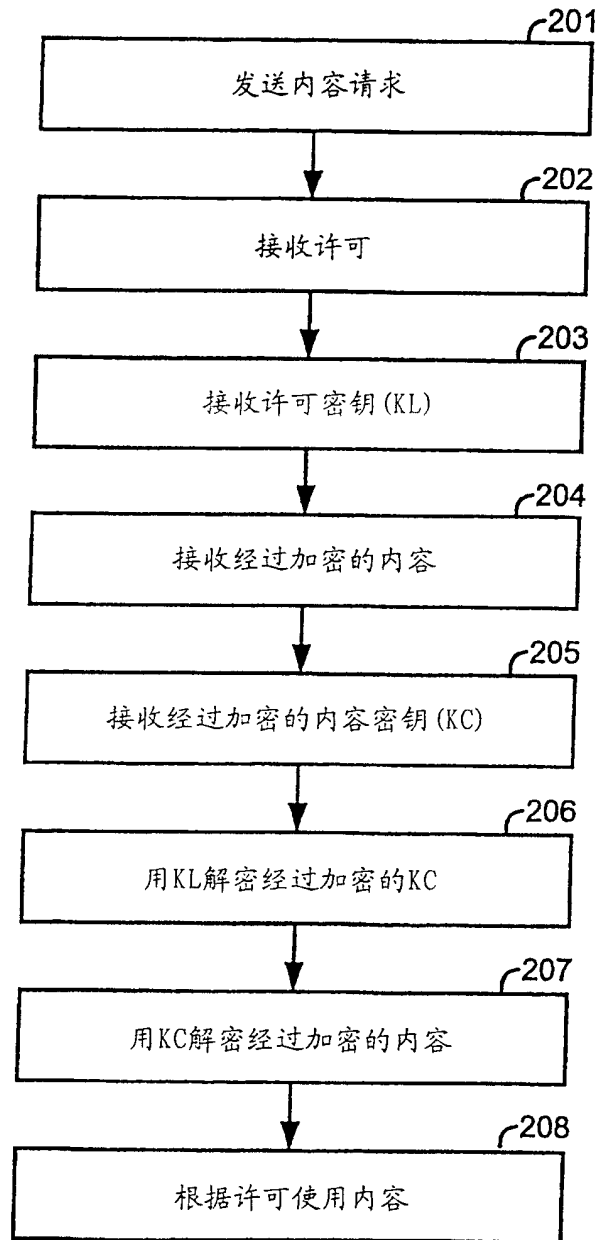 201
发送内容请求
202
接收许可
203
接收许可密钥(KL)
204
接收经过加密的内容
205
接收经过加密的内容密钥(KC)
206
用KL解密经过加密的KC
207
用KC解密经过加密的内容
208
根据许可使用内容